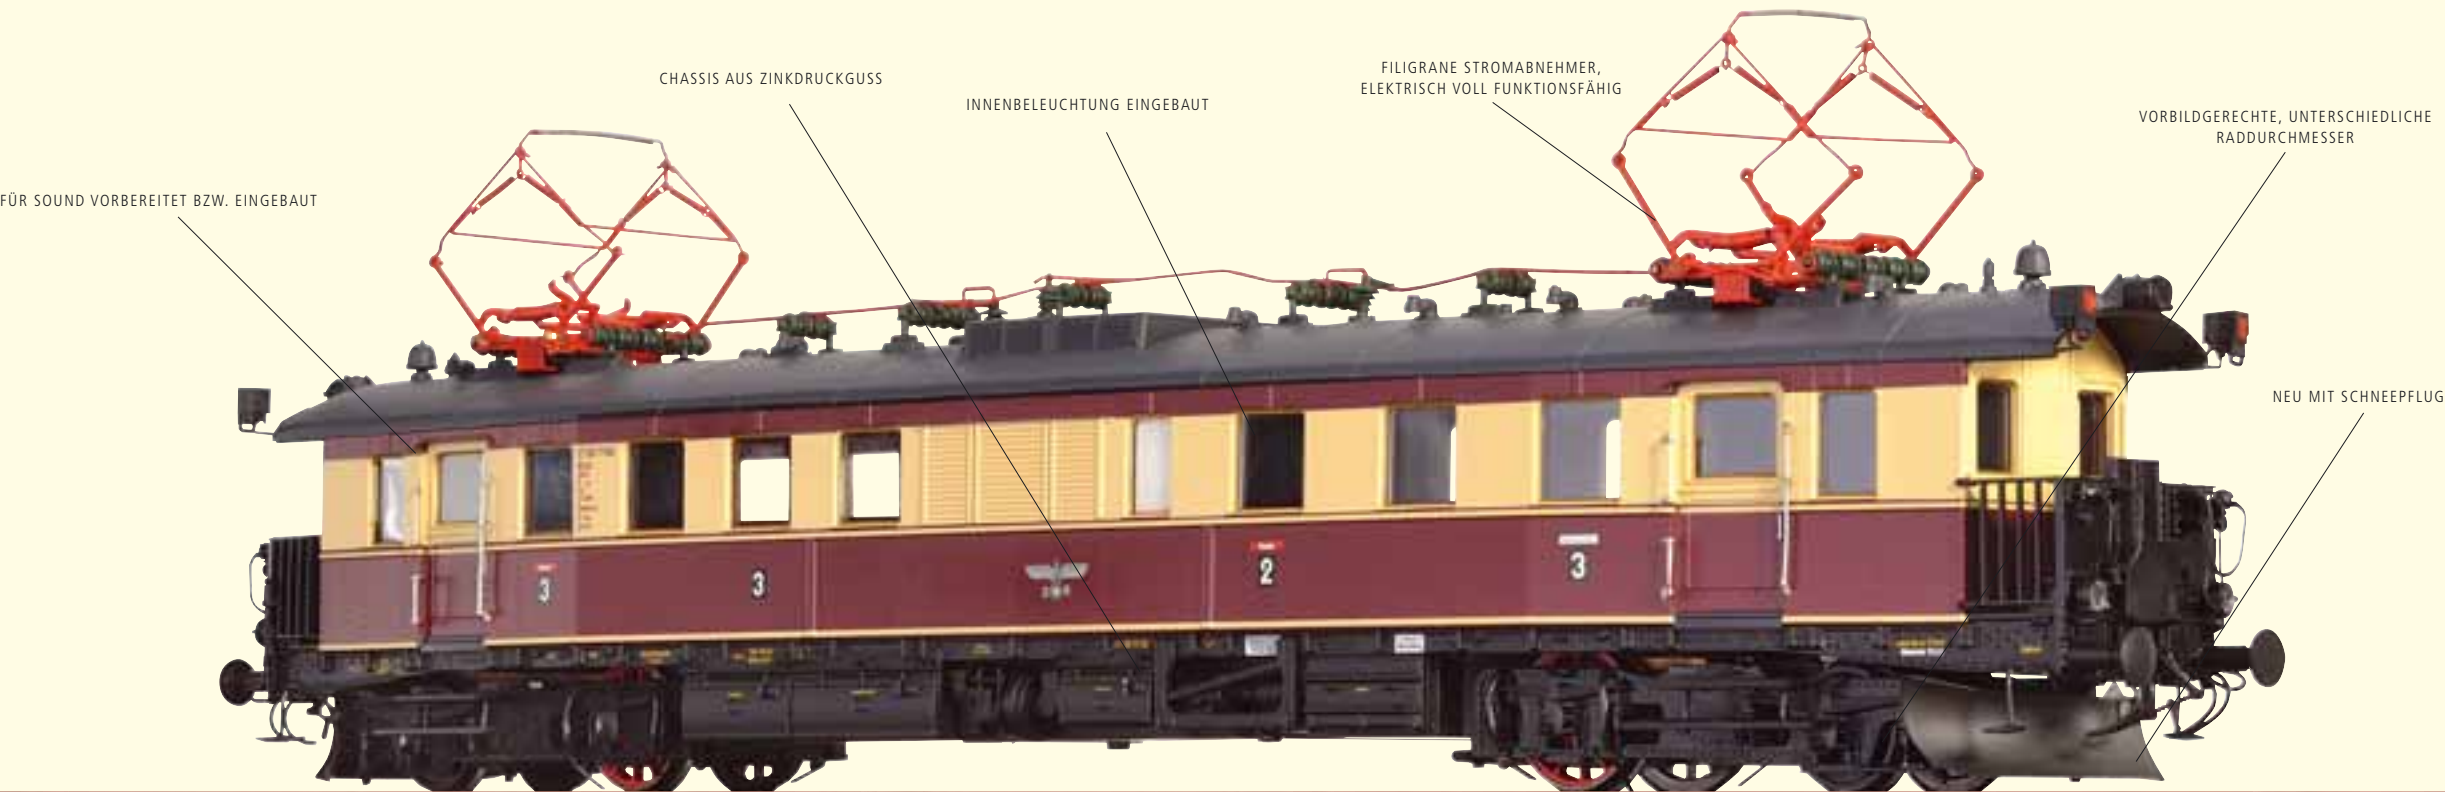 CHASSIS AUS ZINKDRUCKGUSS
INNENBELEUCHTUNG EINGEBAUT
FILIGRANE STROMABNEHMER,
ELEKTRISCH VOLL FUNKTIONSFÄHIG
VORBILDGERECHTE, UNTERSCHIEDLICHE
RADDURCHMESSER
FÜR SOUND VORBEREITET BZW. EINGEBAUT
NEU MIT SCHNEEPFLUG
3
3
2
3